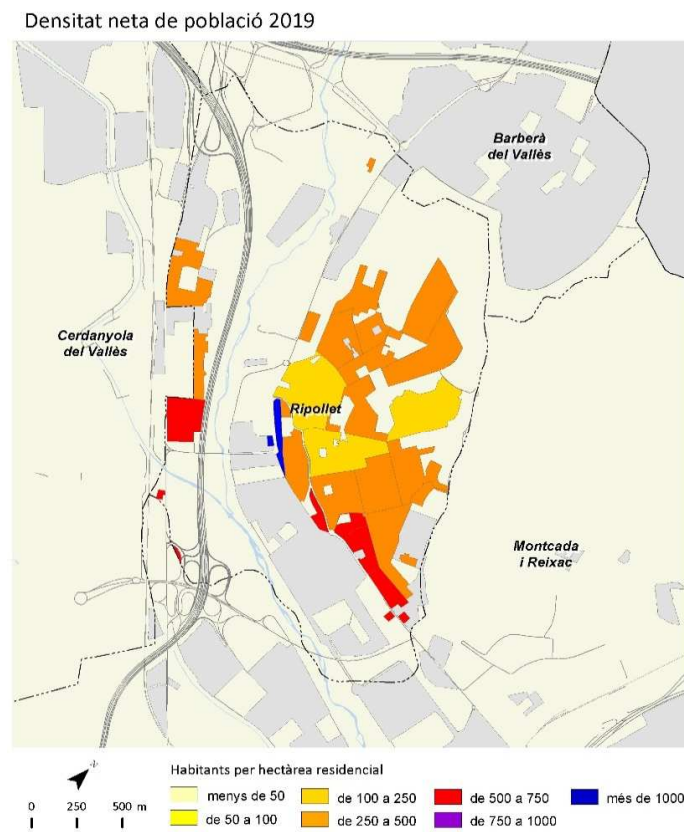 Densitat neta de població 2019
Barberà
del Vallès
Cerdanyola
del Vallès
Ripollet
Montcada
i Reixac
N
0 250 500 m
Habitants per hectàrea residencial
menys de 50
de 50 a 100
de 100 a 250
de 250 a 500
de 500 a 750
de 750 a 1000
més de 1000